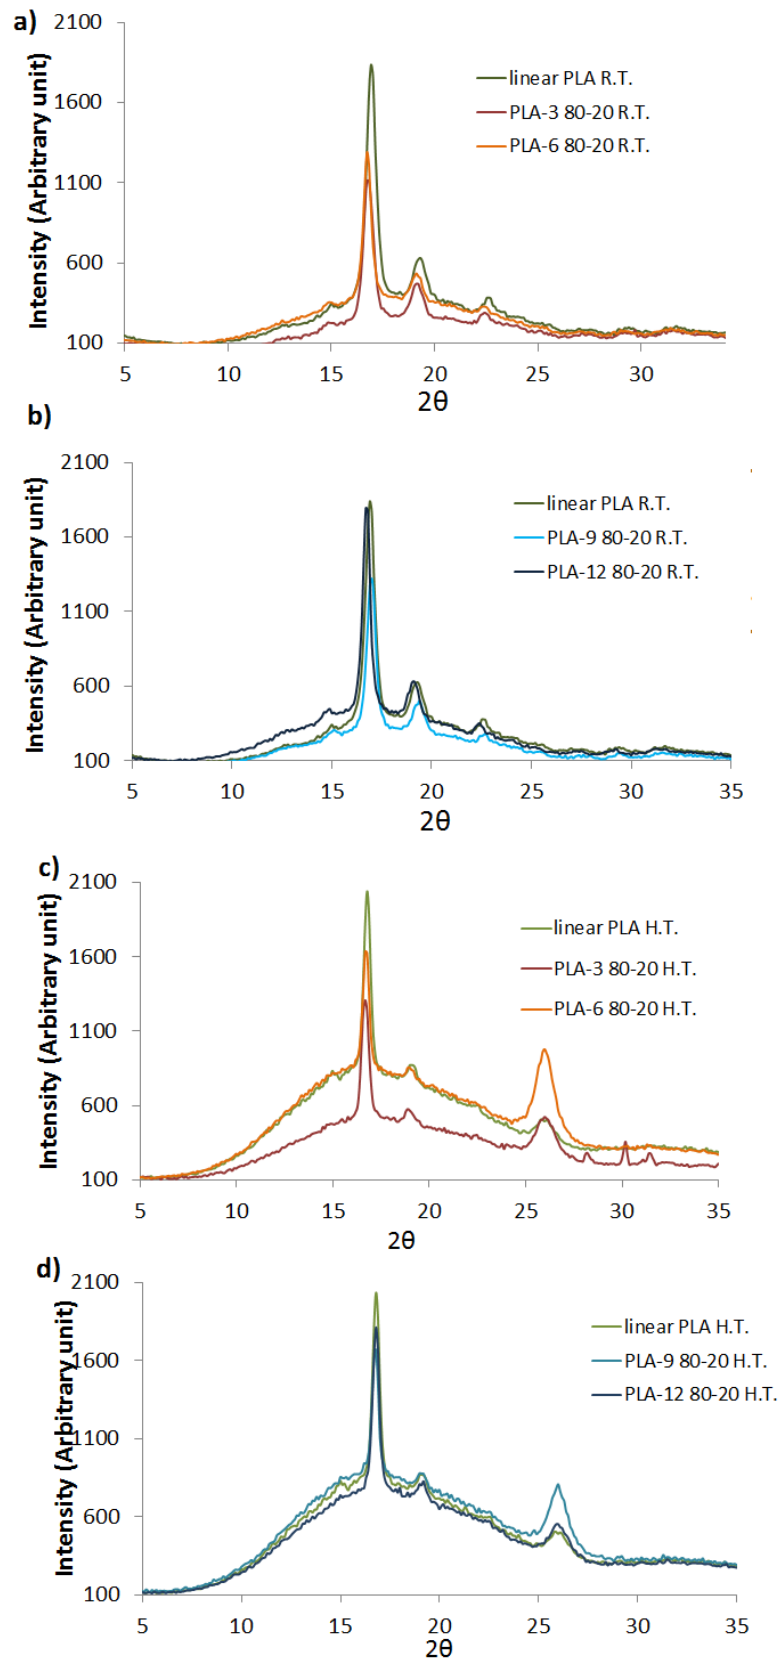 a)
Intensity (Arbitrary unit)
2100
1600
1100
600
100
linear PLA R.T.
PLA-3 80-20 R.T.
PLA-6 80-20 R.T.
5 10 15 20 25 30
2θ
b)
Intensity (Arbitrary unit)
2100
1600
1100
600
100
linear PLA R.T.
PLA-9 80-20 R.T.
PLA-12 80-20 R.T.
5 10 15 20 25 30 35
2θ
c)
Intensity (Arbitrary unit)
2100
1600
1100
600
100
linear PLA H.T.
PLA-3 80-20 H.T.
PLA-6 80-20 H.T.
5 10 15 20 25 30 35
2θ
d)
Intensity (Arbitrary unit)
2100
1600
1100
600
100
linear PLA H.T.
PLA-9 80-20 H.T.
PLA-12 80-20 H.T.
5 10 15 20 25 30 35
2θ